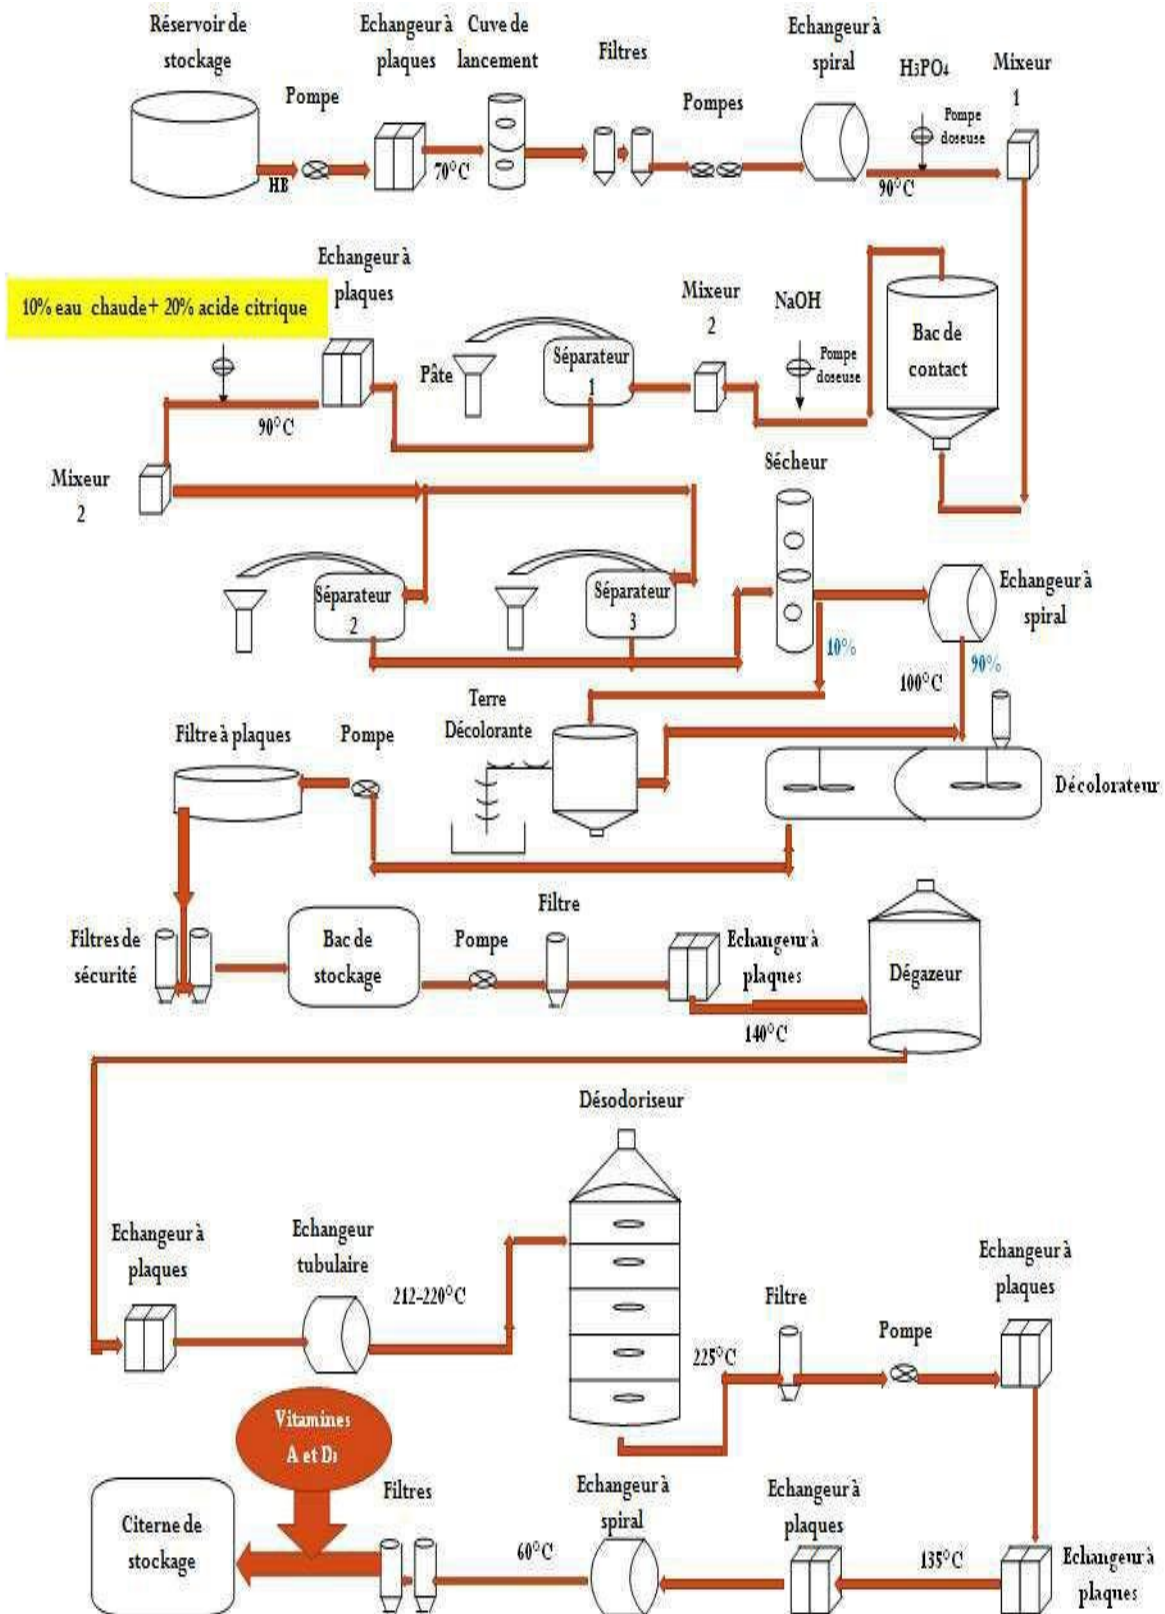 Réservoir de
stockage
Pompe
HB
Echangeur à
plaques
70°C
Cuve de
lancement
Filtres
Pompes
Echangeur à
spiral
90°C
H3PO4
Pompe
doseuse
Mixeur
1
10% eau chaude+ 20% acide citrique
Echangeur à
plaques
90°C
Pâte
Séparateur
1
Mixeur
2
NaOH
Pompe
doseuse
Bac de
contact
Mixeur
2
Séparateur
2
Séparateur
3
Sécheur
10%
Echangeur à
spiral
90%
100°C
Filtre à plaques
Pompe
Terre
Décolorante
Décolorateur
Filtres de
sécurité
Bac de
stockage
Pompe
Filtre
Echangeur à
plaques
140°C
Dégazeur
Echangeur à
plaques
Echangeur
tubulaire
212-220°C
Désodoriseur
225°C
Filtre
Pompe
Echangeur à
plaques
Vitamines
A et D3
Citerne de
stockage
Filtres
60°C
Echangeur à
spiral
Echangeur à
plaques
135°C
Echangeur à
plaques